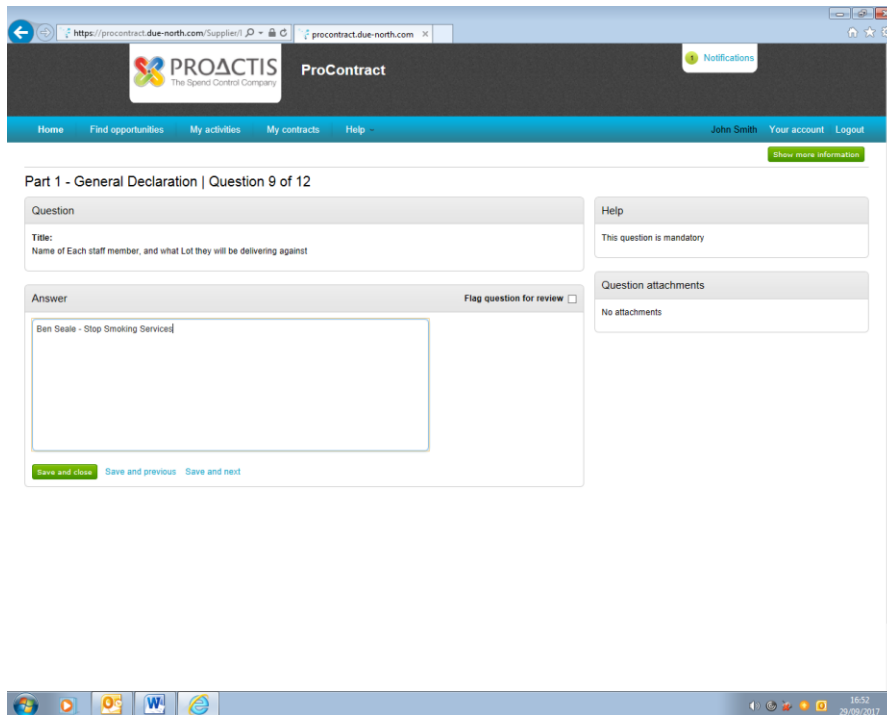 https://procontract.due-north.com/Supplier/
procontract.due-north.com
PROACTIS
The Spend Control Company
ProContract
1 Notifications
Home Find opportunities My activities My contracts Help
John Smith Your account Logout
Show more information
Part 1 - General Declaration | Question 9 of 12
Question
Title:
Name of Each staff member, and what Lot they will be delivering against
Help
This question is mandatory
Question attachments
No attachments
Answer
Flag question for review
Ben Seale - Stop Smoking Services
Save and close Save and previous Save and next
16:52
29/09/2017